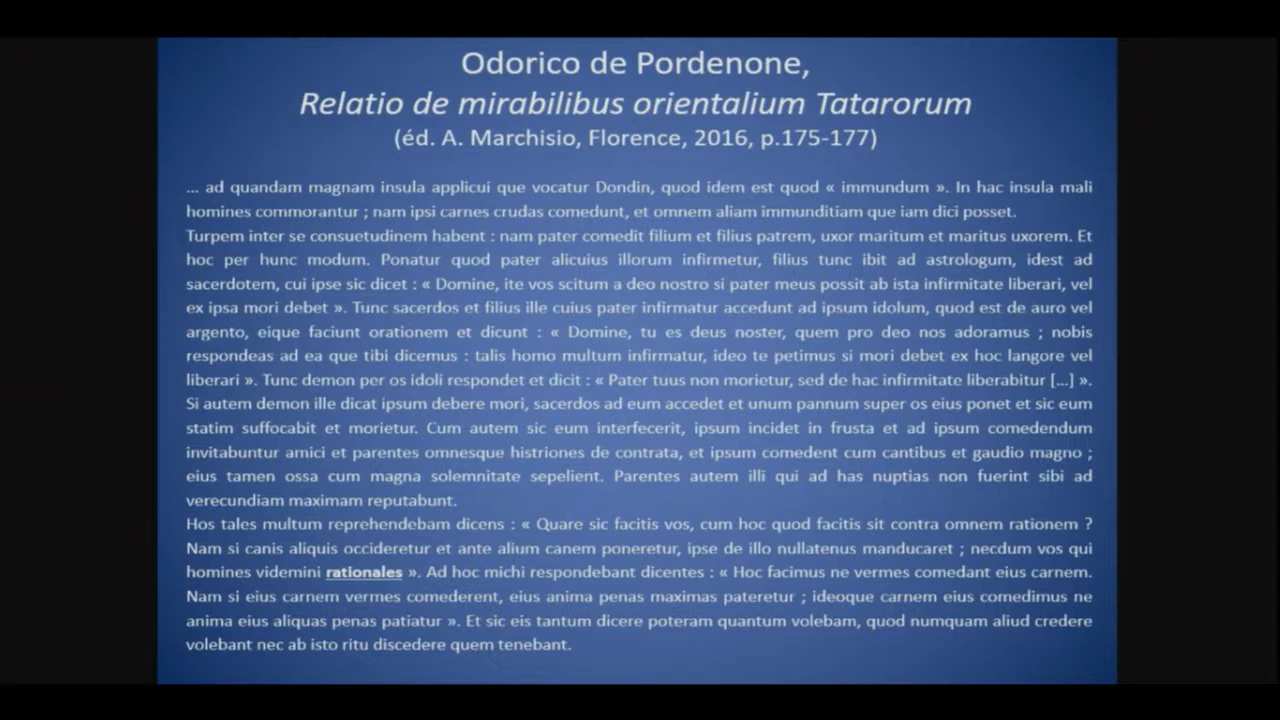 Odorico de Pordenone,
Relatio de mirabilibus orientalium Tatarorum
(éd. A. Marchisio, Florence, 2016, p.175-177)
... ad quandam magnam insula applicui que vocatur Dondin, quod idem est quod « immundum ». In hac insula mali
homines commorantur ; nam ipsi carnes crudas comedunt, et omnem aliam immunditiam que iam dici posset.
Turpem inter se consuetudinem habent : nam pater comedit filium et filius patrem, uxor maritum et maritus uxorem. Et
hoc per hunc modum. Ponatur quod pater alicuius illorum infirmetur, filius tunc ibit ad astrologum, idest ad
sacerdotem, cui ipse sic dicet : « Domine, ite vos scitum a deo nostro si pater meus possit ab ista infirmitate liberari, vel
ex ipsa mori debet ». Tunc sacerdos et filius ille cuius pater infirmatur accedunt ad ipsum idolum, quod est de auro vel
argento, eique faciunt orationem et dicunt : « Domine, tu es deus noster, quem pro deo nos adoramus ; nobis
respondeas ad ea que tibi dicemus : talis homo multum infirmatur, ideo te petimus si mori debet ex hoc langore vel
liberari ». Tunc demon per os idoli respondet et dicit : « Pater tuus non morietur, sed de hac infirmitate liberabitur [...] ».
Si autem demon ille dicat ipsum debere mori, sacerdos ad eum accedet et unum pannum super os eius ponet et sic eum
statim suffocabit et morietur. Cum autem sic eum interfecerit, ipsum incidet in frusta et ad ipsum comedendum
invitabuntur amici et parentes omnesque histriones de contrata, et ipsum comedent cum cantibus et gaudio magno ;
eius tamen ossa cum magna solemnitate sepelient. Parentes autem illi qui ad has nuptias non fuerint sibi ad
verecundiam maximam reputabunt.
Hos tales multum reprehendebam dicens : « Quare sic facitis vos, cum hoc quod facitis sit contra omnem rationem ?
Nam si canis aliquis occideretur et ante alium canem poneretur, ipse de illo nullatenus manducaret ; necdum vos qui
homines videmini rationales ». Ad hoc michi respondebant dicentes : « Hoc facimus ne vermes comedant eius carnem.
Nam si eius carnem vermes comederent, eius anima penas maximas pateretur ; ideoque carnem eius comedimus ne
anima eius aliquas penas patiatur ». Et sic eis tantum dicere poteram quantum volebam, quod numquam aliud credere
volebant nec ab isto ritu discedere quem tenebant.